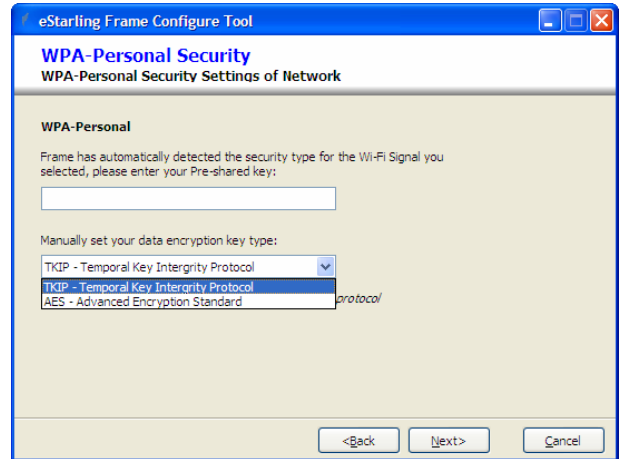 eStarling Frame Configure Tool
WPA-Personal Security
WPA-Personal Security Settings of Network
WPA-Personal
Frame has automatically detected the security type for the Wi-Fi Signal you
selected, please enter your Pre-shared key:
Manually set your data encryption key type:
TKIP - Temporal Key Intergrity Protocol
TKIP - Temporal Key Intergrity Protocol
AES - Advanced Encryption Standard
protocol
<Back
Next>
Cancel